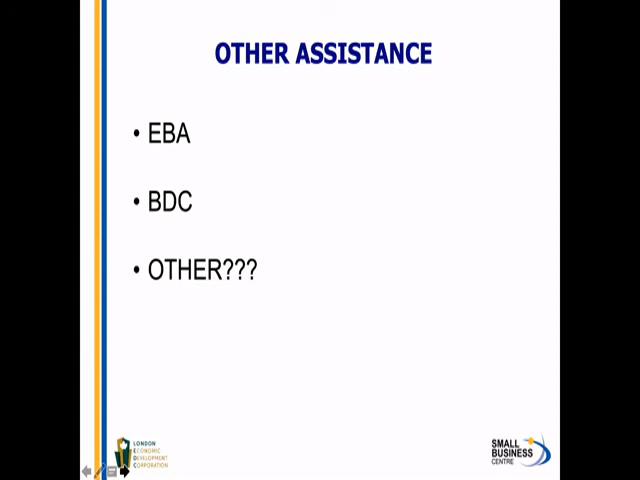 OTHER ASSISTANCE
• EBA
• BDC
• OTHER???
LONDON
ECONOMIC
DEVELOPMENT
CORPORATION
SMALL
BUSINESS
CENTRE